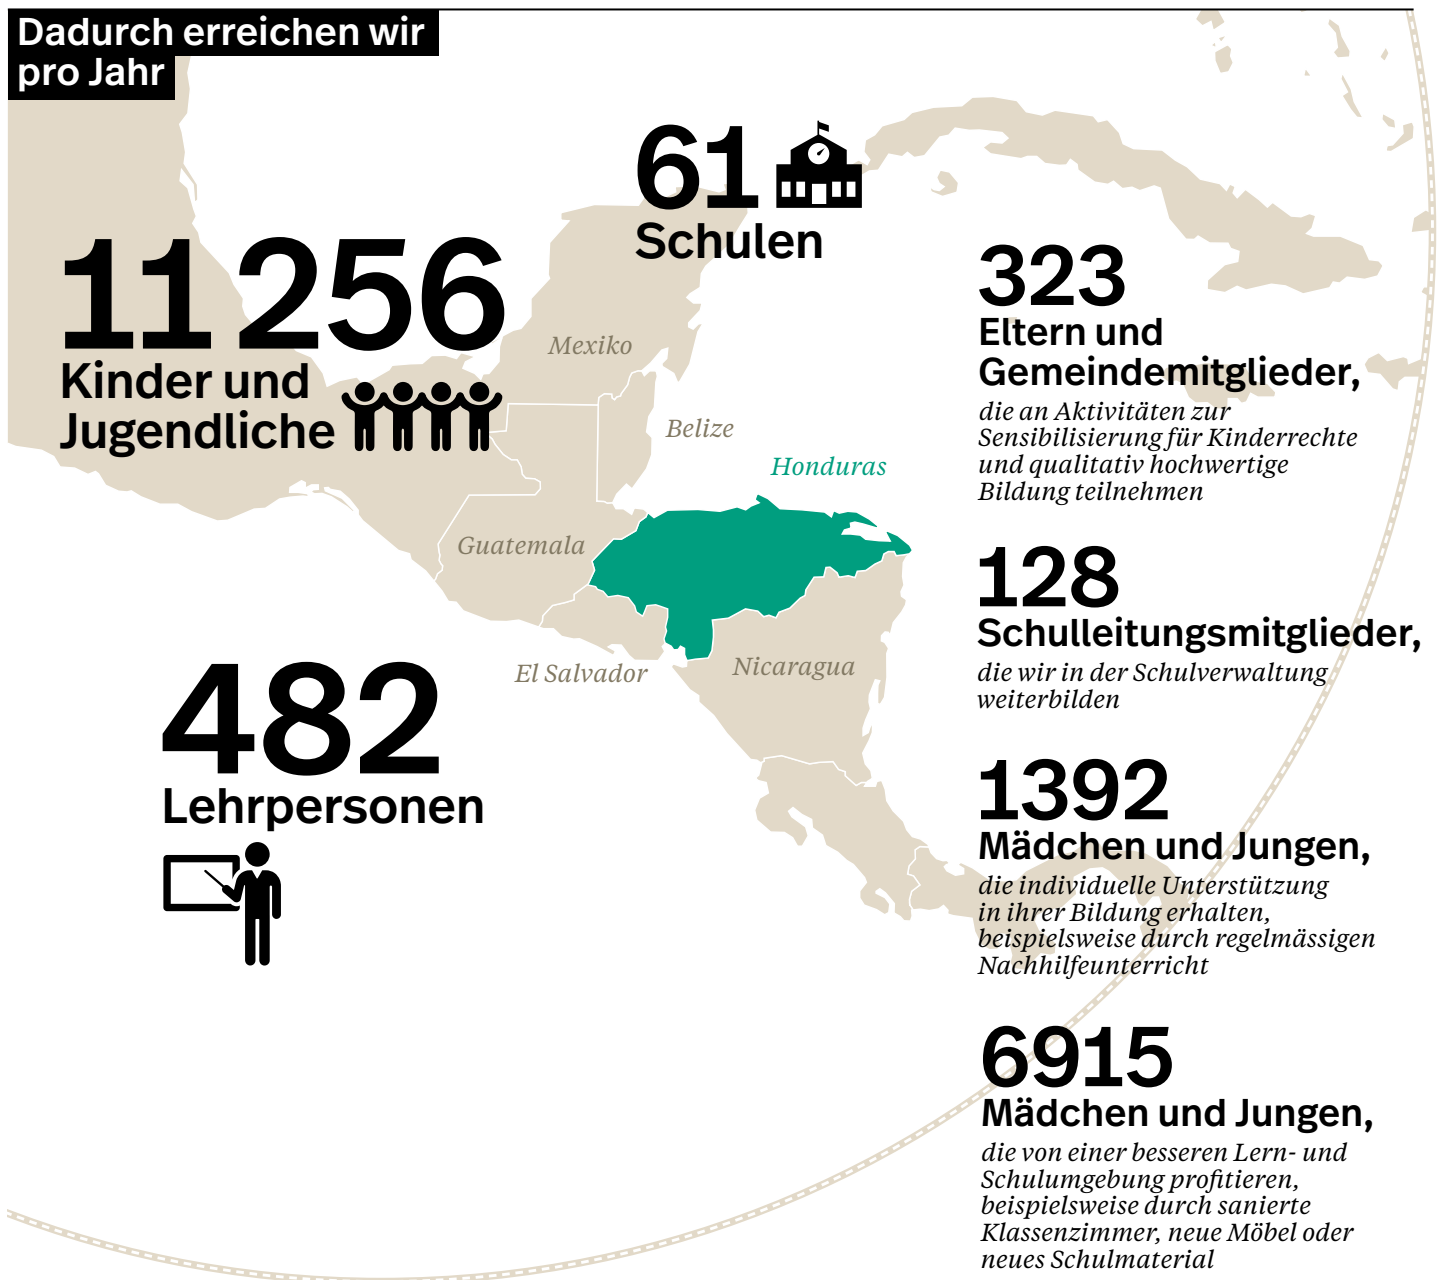 Dadurch erreichen wir
pro Jahr
61
Schulen
11 256
Kinder und
Jugendliche
482
Lehrpersonen
Mexiko
Belize
Honduras
Guatemala
El Salvador
Nicaragua
323
Eltern und
Gemeindemitglieder,
die an Aktivitäten zur
Sensibilisierung für Kinderrechte
und qualitativ hochwertige
Bildung teilnehmen
128
Schulleitungsmitglieder,
die wir in der Schulverwaltung
weiterbilden
1392
Mädchen und Jungen,
die individuelle Unterstützung
in ihrer Bildung erhalten,
beispielsweise durch regelmässigen
Nachhilfeunterricht
6915
Mädchen und Jungen,
die von einer besseren Lern- und
Schulumgebung profitieren,
beispielsweise durch sanierte
Klassenzimmer, neue Möbel oder
neues Schulmaterial